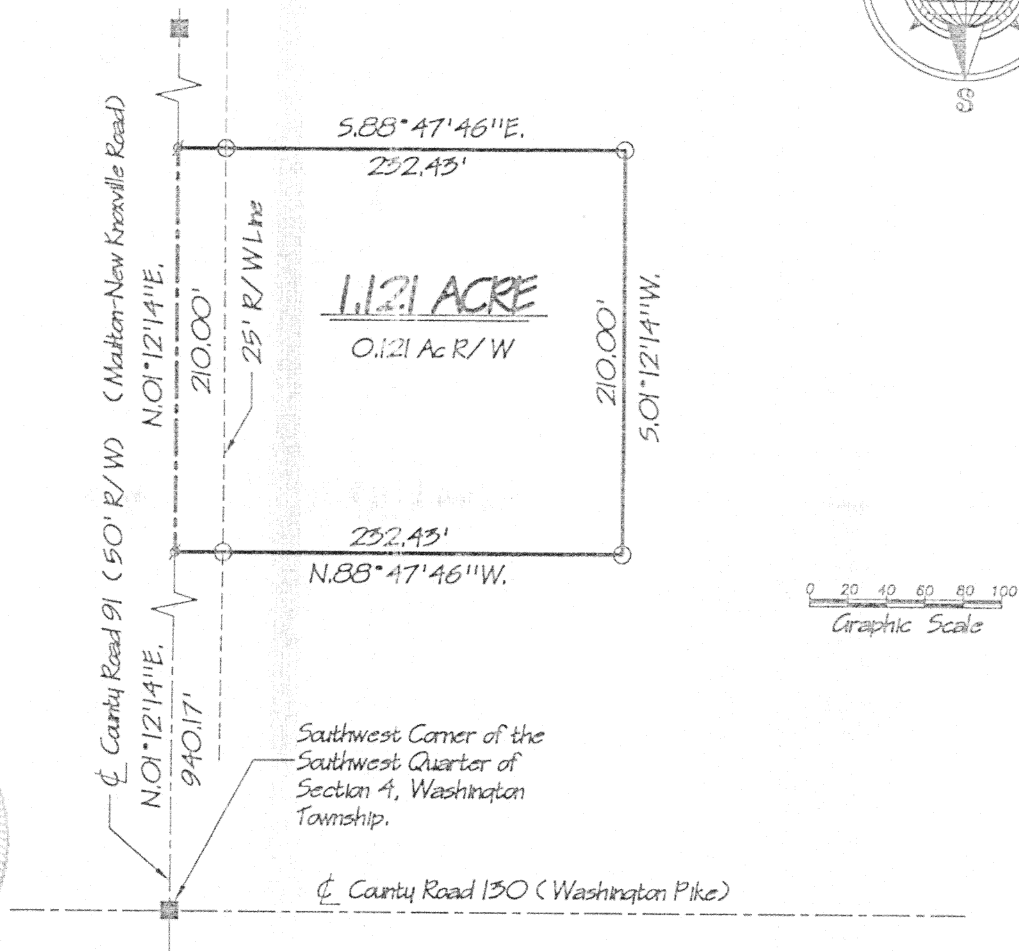 S
S.88°47'46"E.
232.43'
(Malton-New Knoxville Road)
N.01°12'14"E.
210.00'
25' R/W Line
1.121 ACRE
0.121 Ac R/W
210.00'
S.01°12'14"W.
232.43'
N.88°47'46"W.
℄ County Road 91 (50' R/W)
0 20 40 60 80 100
Graphic Scale
N.01°12'14"E.
940.17'
Southwest Corner of the
Southwest Quarter of
Section 4, Washington
Township.
℄ County Road 130 (Washington Pike)